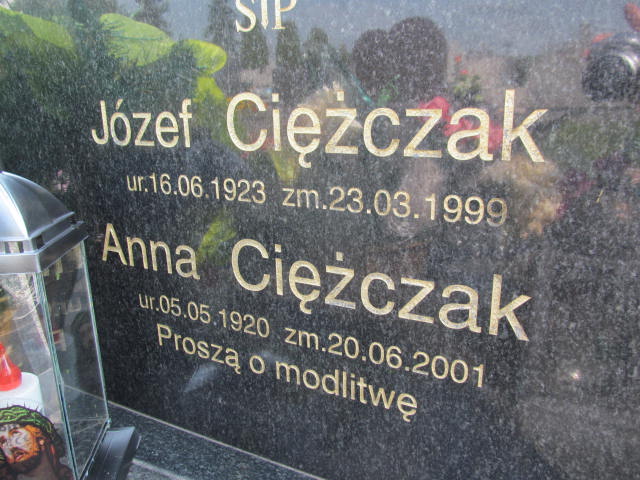 ŚTP
Józef Ciężczak
ur.16.06.1923 zm.23.03.1999
Anna Ciężczak
ur.05.05.1920 zm.20.06.2001
Proszą o modlitwę